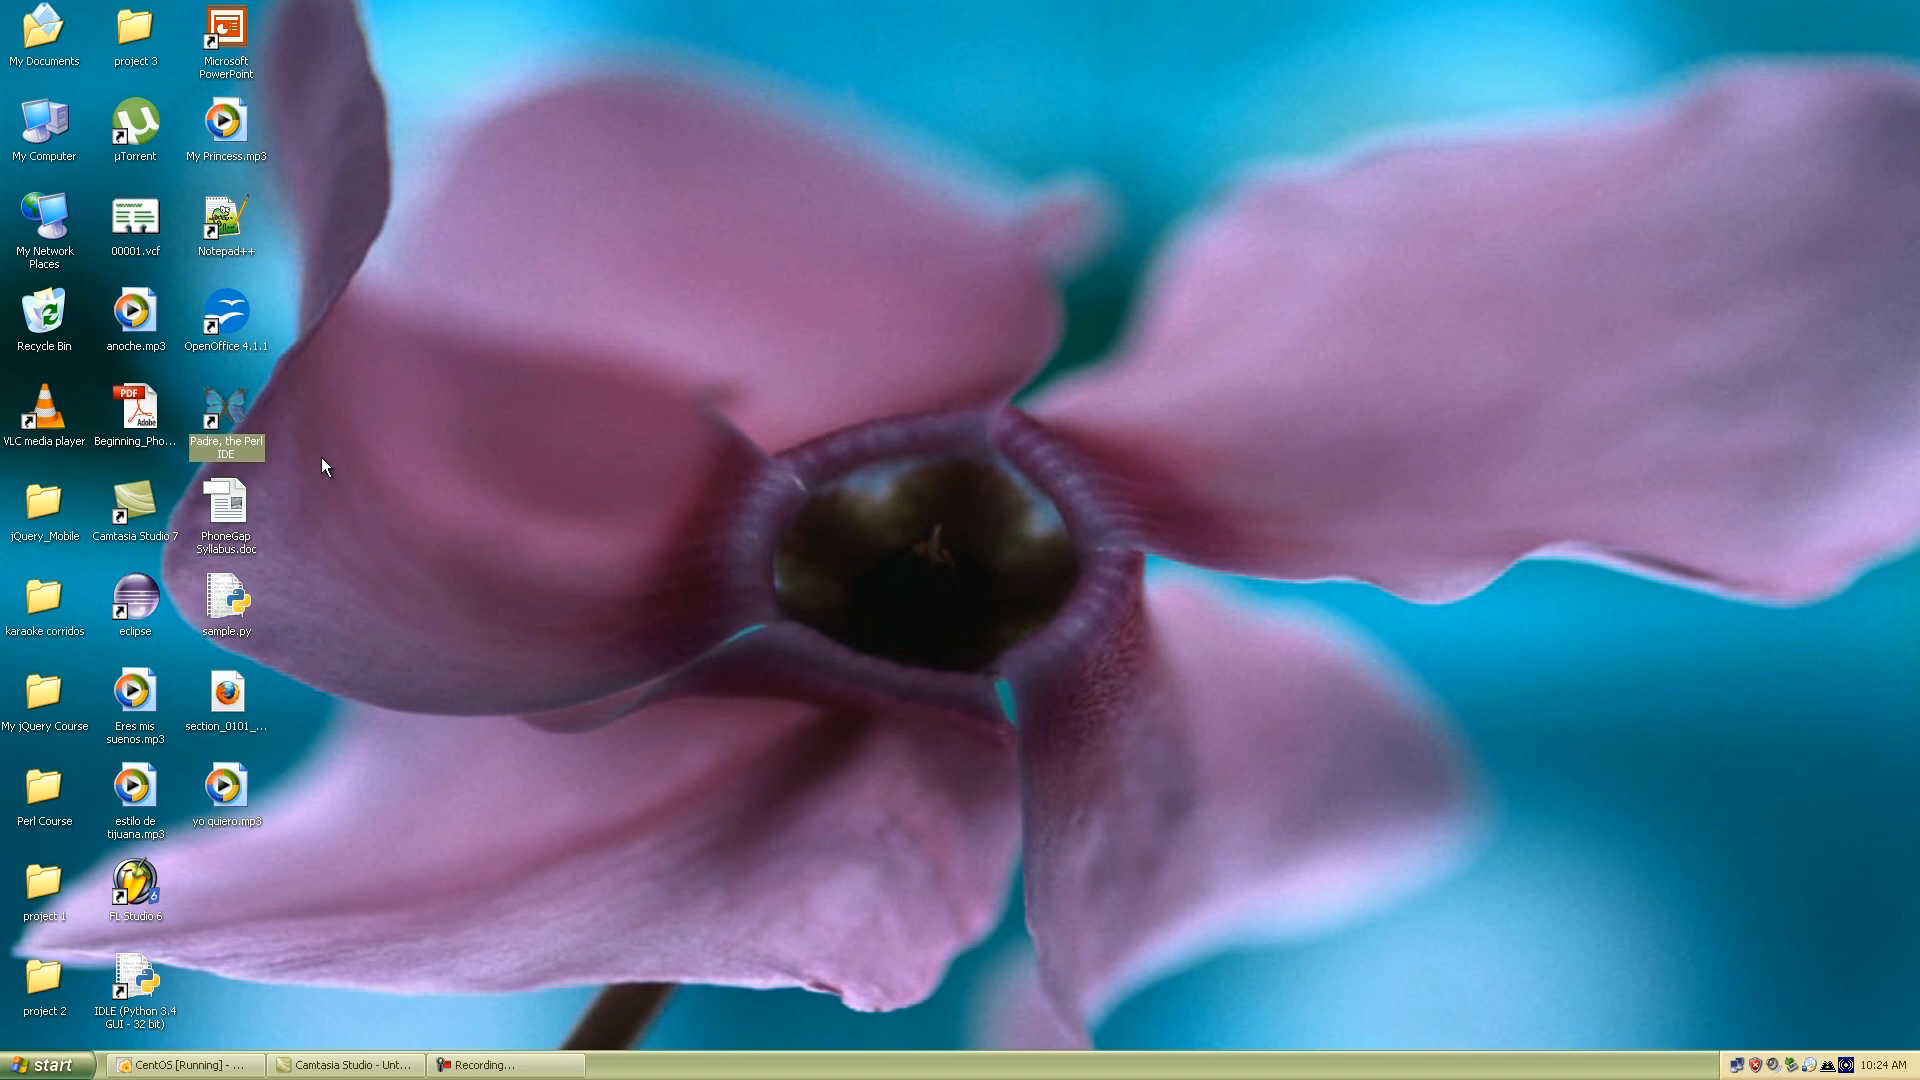 My Documents
project 3
Microsoft
PowerPoint
My Computer
µTorrent
My Princess.mp3
My Network
Places
00001.vcf
Notepad++
Recycle Bin
anoche.mp3
OpenOffice 4.1.1
VLC media player
PDF
Adobe
Beginning_Pho...
Padre, the Perl
IDE
jQuery_Mobile
Camtasia Studio 7
PhoneGap
Syllabus.doc
karaoke corridos
eclipse
sample.py
My jQuery Course
Eres mis
suenos.mp3
section_0101_...
Perl Course
estilo de
tijuana.mp3
yo quiero.mp3
project 1
FL Studio 6
project 2
IDLE (Python 3.4
GUI - 32 bit)
start
CentOS [Running] - ...
Camtasia Studio - Unt...
Recording...
10:24 AM